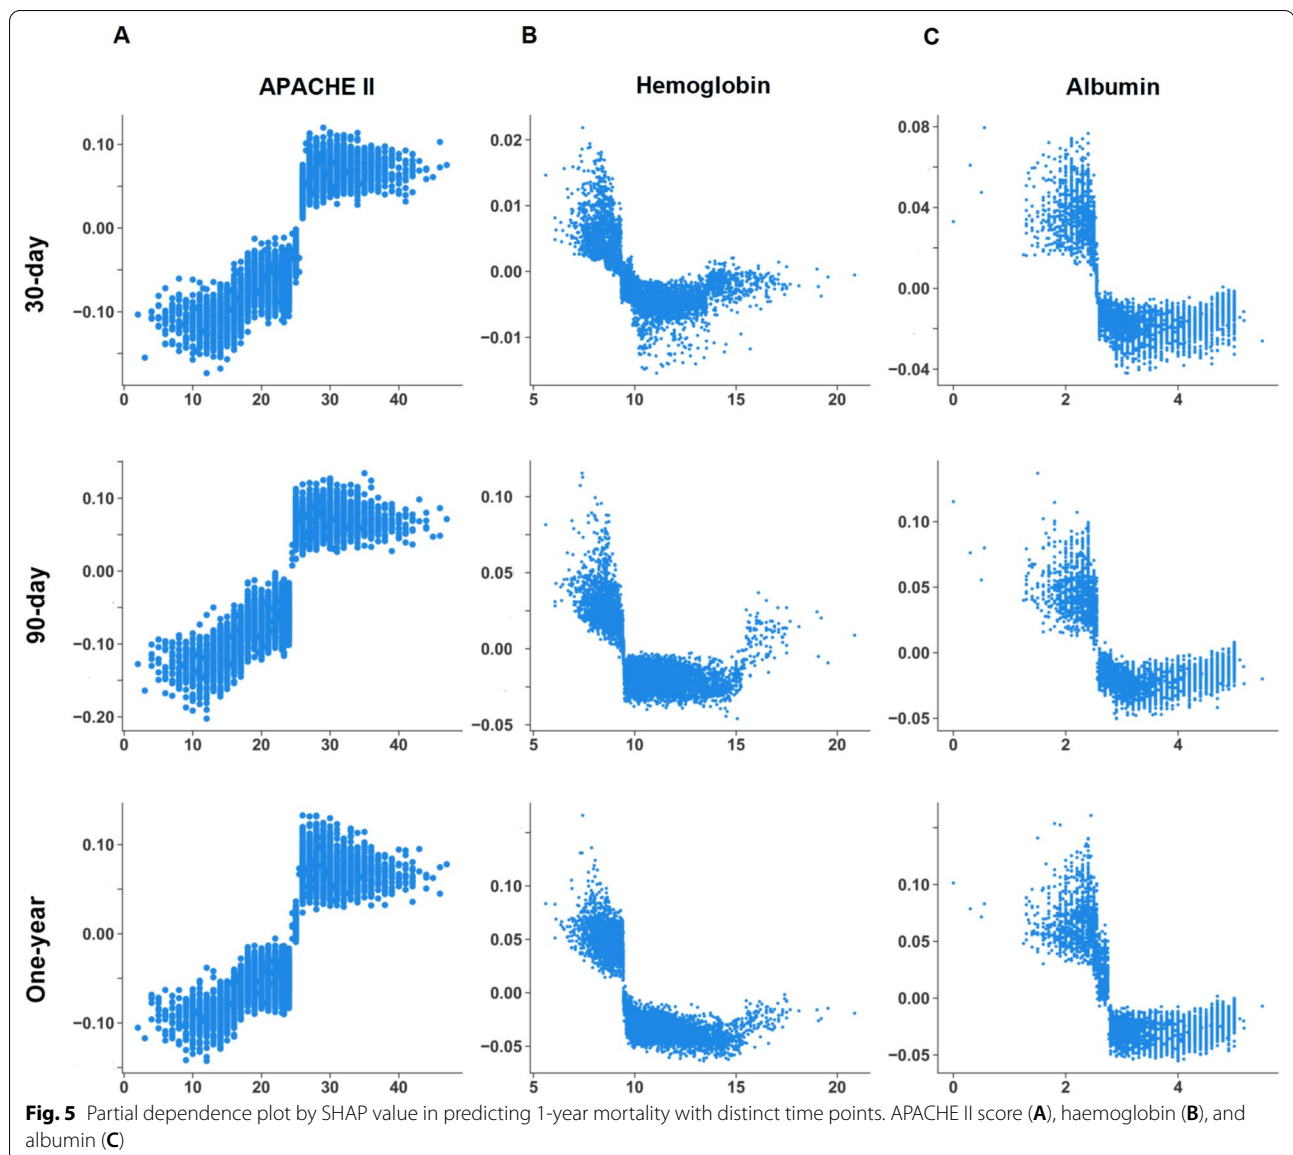 A B C
APACHE II Hemoglobin Albumin
30-day
0.10
0.00
−0.10
0 10 20 30 40
0.02
0.01
0.00
−0.01
5 10 15 20
0.08
0.04
0.00
−0.04
0 2 4
90-day
0.10
0.00
−0.10
−0.20
0 10 20 30 40
0.10
0.05
0.00
−0.05
5 10 15 20
0.10
0.05
0.00
−0.05
0 2 4
One-year
0.10
0.00
−0.10
0 10 20 30 40
0.10
0.05
0.00
−0.05
5 10 15 20
0.10
0.05
0.00
−0.05
0 2 4
Fig. 5 Partial dependence plot by SHAP value in predicting 1-year mortality with distinct time points. APACHE II score (A), haemoglobin (B), and
albumin (C)